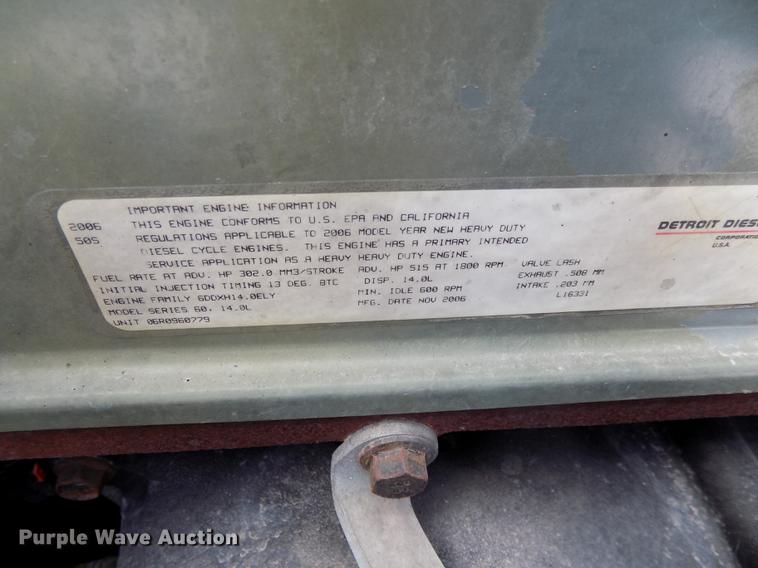 IMPORTANT ENGINE INFORMATION
2006 THIS ENGINE CONFORMS TO U.S. EPA AND CALIFORNIA
50S REGULATIONS APPLICABLE TO 2006 MODEL YEAR NEW HEAVY DUTY
DIESEL CYCLE ENGINES. THIS ENGINE HAS A PRIMARY INTENDED
SERVICE APPLICATION AS A HEAVY HEAVY DUTY ENGINE.
FUEL RATE AT ADV. HP 302.0 MM3/STROKE ADV. HP 515 AT 1800 RPM VALVE LASH
INITIAL INJECTION TIMING 13 DEG. BTC DISP. 14.0L EXHAUST .508 MM
ENGINE FAMILY 6DDXH14.0ELY MIN. IDLE 600 RPM INTAKE .203 MM
MODEL SERIES 60, 14.0L MFG. DATE NOV 2006 L16331
UNIT 06R0960779
DETROIT DIES
CORPORATIO
U.S.A.
Purple Wave Auction